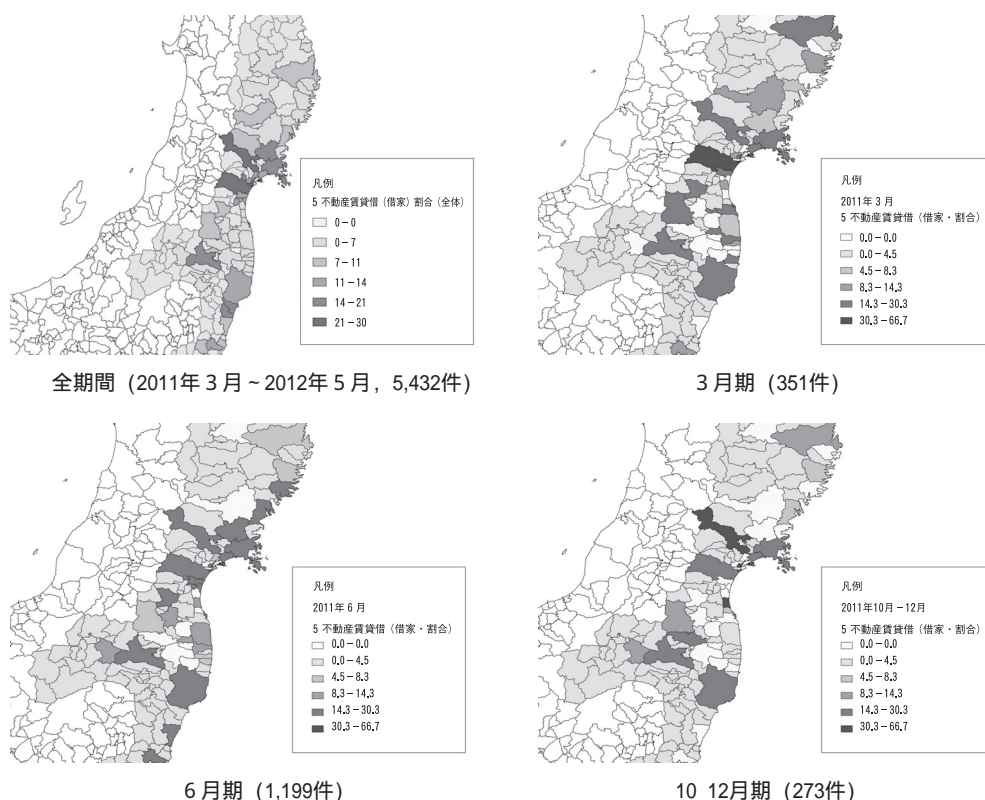 凡例
5 不動産賃貸借（借家）割合（全体）
0－0
0－7
7－11
11－14
14－21
21－30
全期間（2011年３月～2012年５月，5,432件）
凡例
2011年 3 月
5 不動産賃貸借（借家・割合）
0.0－0.0
0.0－4.5
4.5－8.3
8.3－14.3
14.3－30.3
30.3－66.7
３月期（351件）
凡例
2011年 6 月
5 不動産賃貸借（借家・割合）
0.0－0.0
0.0－4.5
4.5－8.3
8.3－14.3
14.3－30.3
30.3－66.7
６月期（1,199件）
凡例
2011年10月－12月
5 不動産賃貸借（借家・割合）
0.0－0.0
0.0－4.5
4.5－8.3
8.3－14.3
14.3－30.3
30.3－66.7
10 12月期（273件）